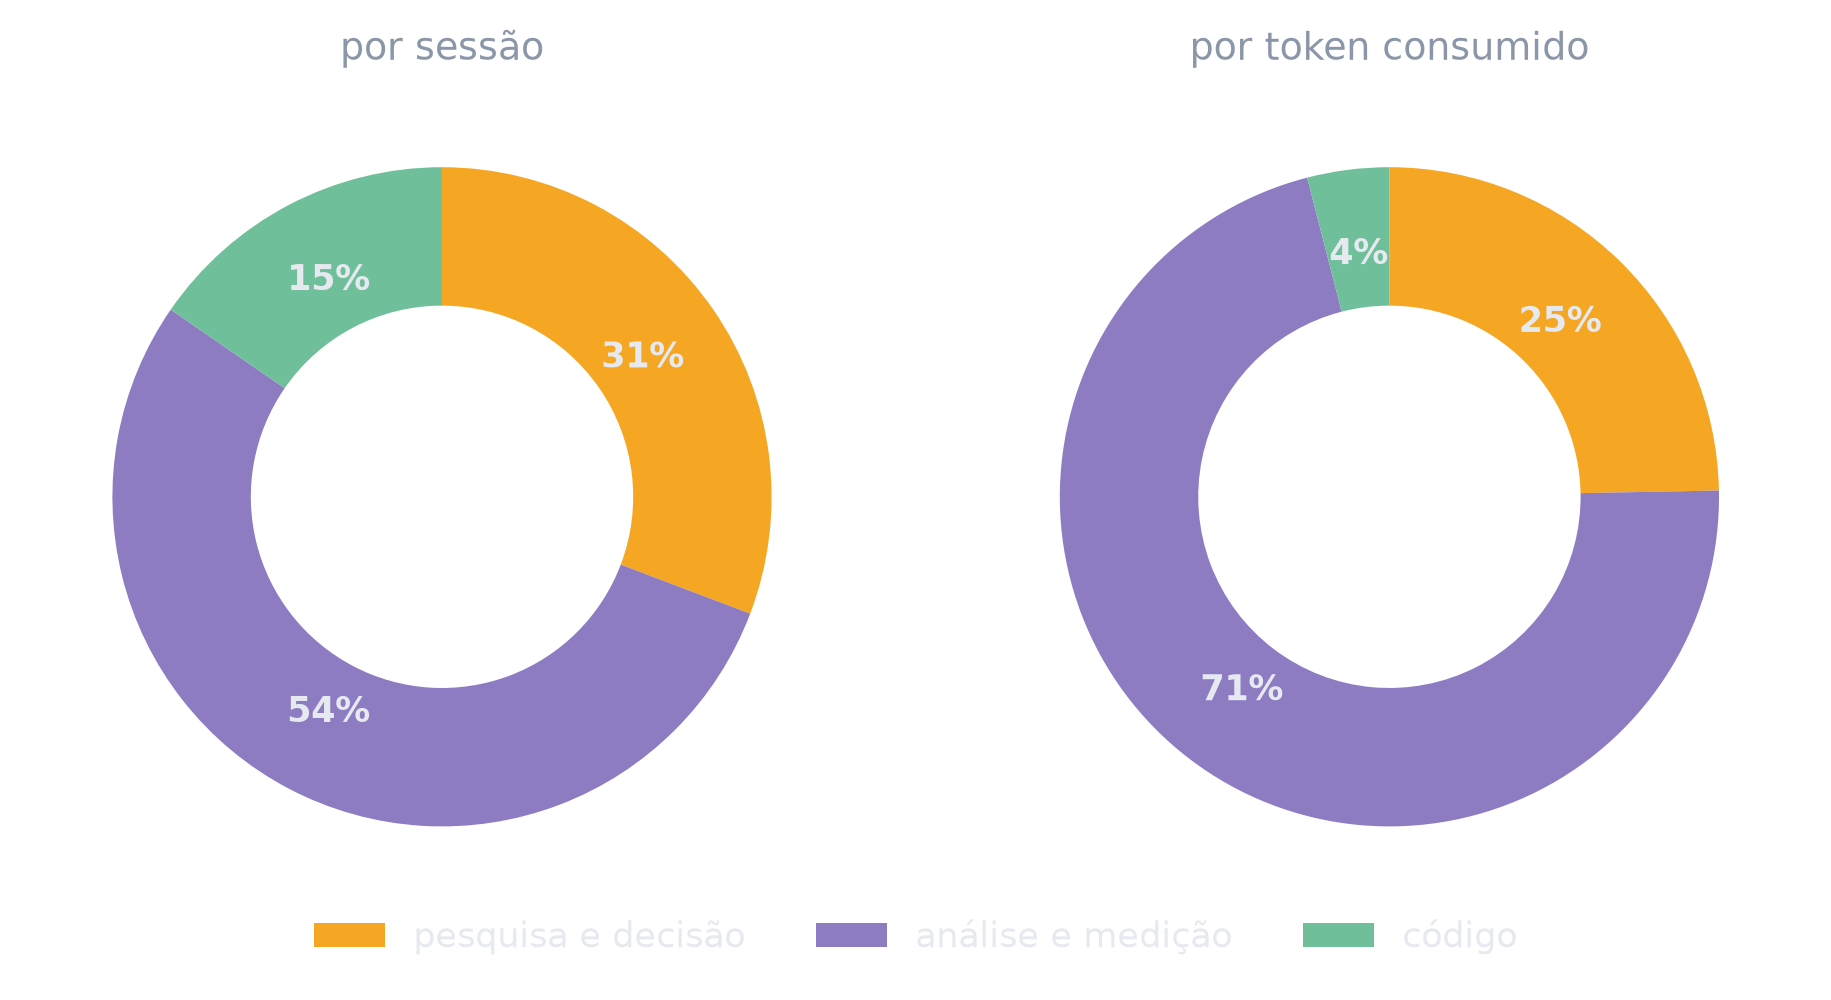 por sessão
por token consumido
15%
31%
54%
4%
25%
71%
pesquisa e decisão
análise e medição
código